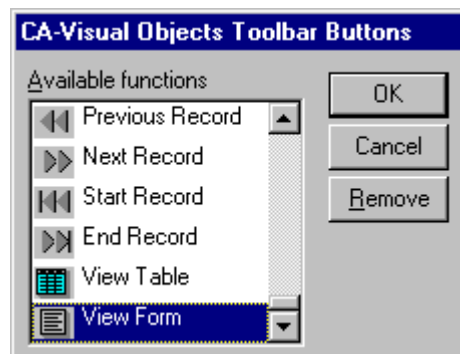 CA-Visual Objects Toolbar Buttons
Available functions
Previous Record
Next Record
Start Record
End Record
View Table
View Form
OK
Cancel
Remove